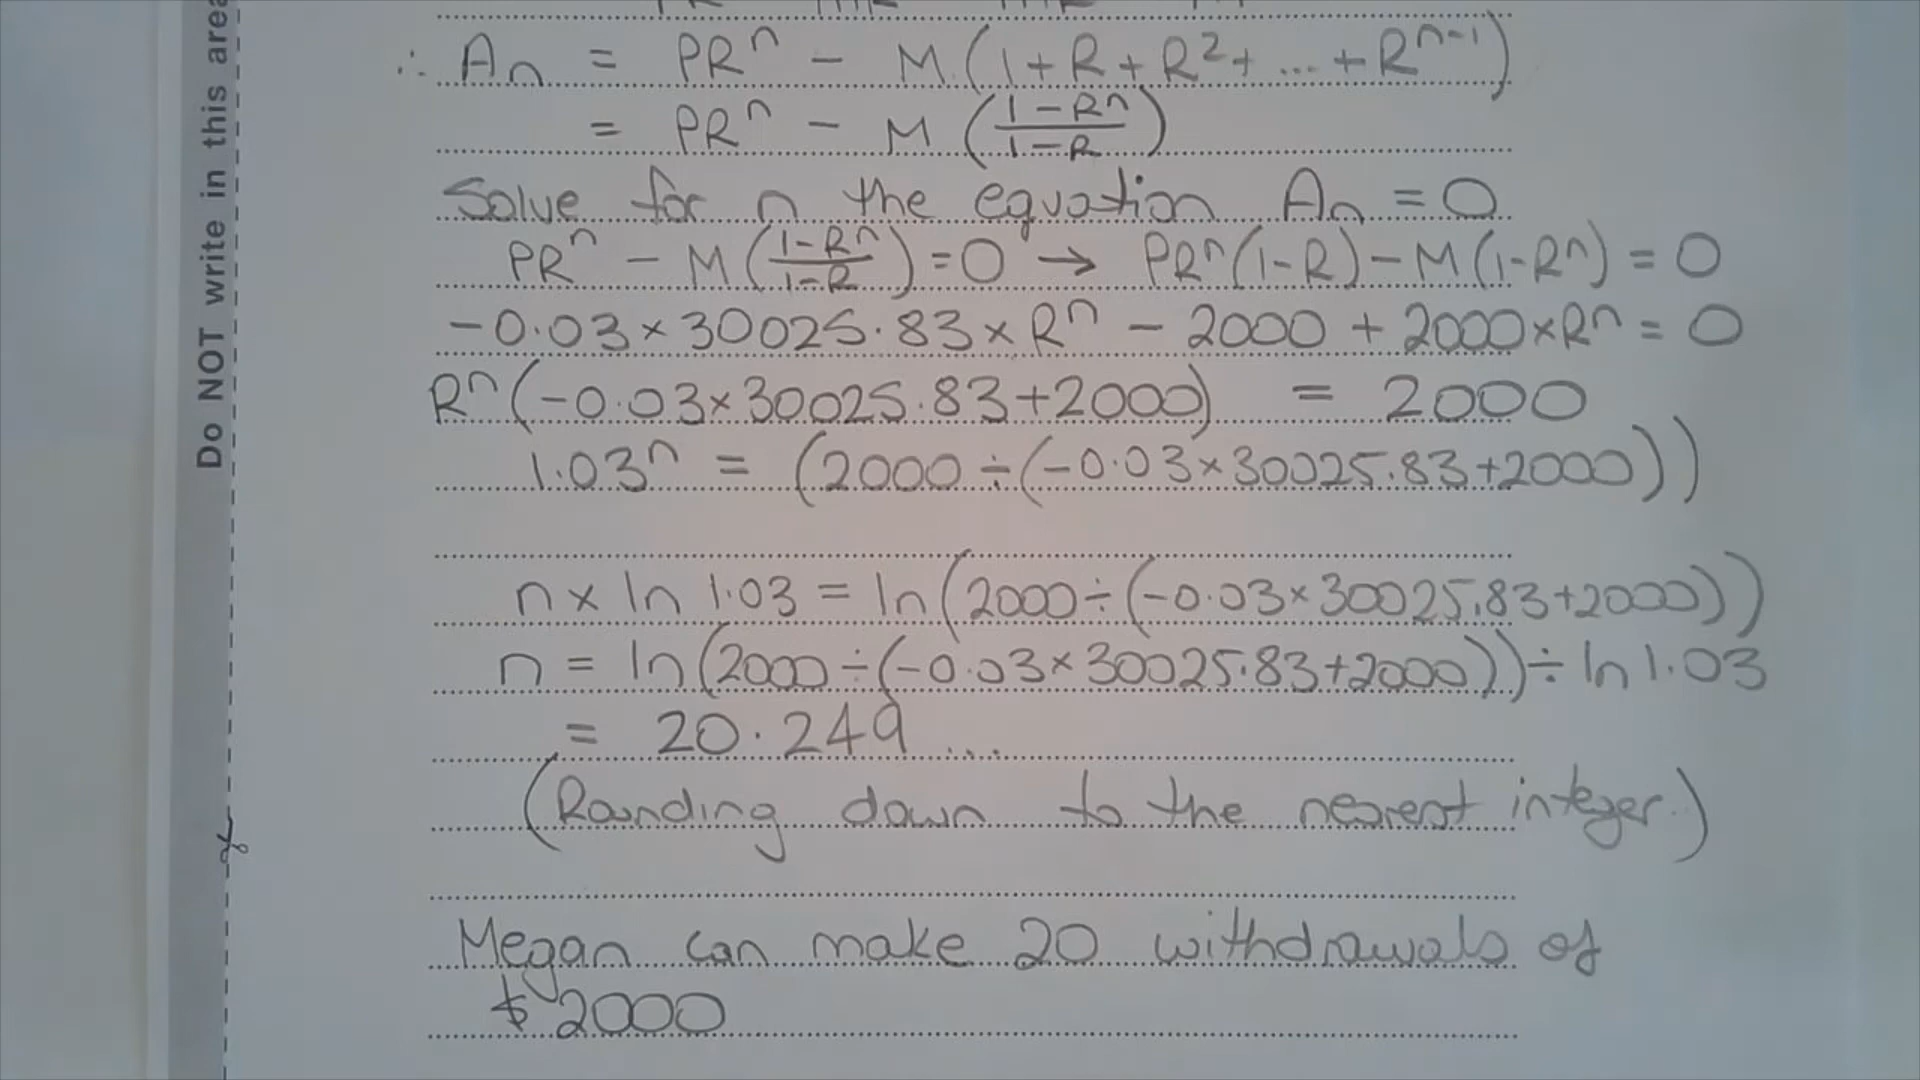 Do NOT write in this area
∴ An = PRⁿ - M(1+R+R²+...+Rⁿ⁻¹)
= PRⁿ - M(1-Rⁿ/1-R)
Solve for n the equation An = 0
PRⁿ - M(1-Rⁿ/1-R) = 0 → PRⁿ(1-R) - M(1-Rⁿ) = 0
-0.03 × 30025.83 × Rⁿ - 2000 + 2000×Rⁿ = 0
Rⁿ(-0.03×30025.83+2000) = 2000
1.03ⁿ = (2000÷(-0.03×30025.83+2000))
n × ln 1.03 = ln(2000÷(-0.03×30025.83+2000))
n = ln(2000÷(-0.03×30025.83+2000))÷ln1.03
= 20.249...
(Rounding down to the nearest integer.)
Megan can make 20 withdrawals of
$2000